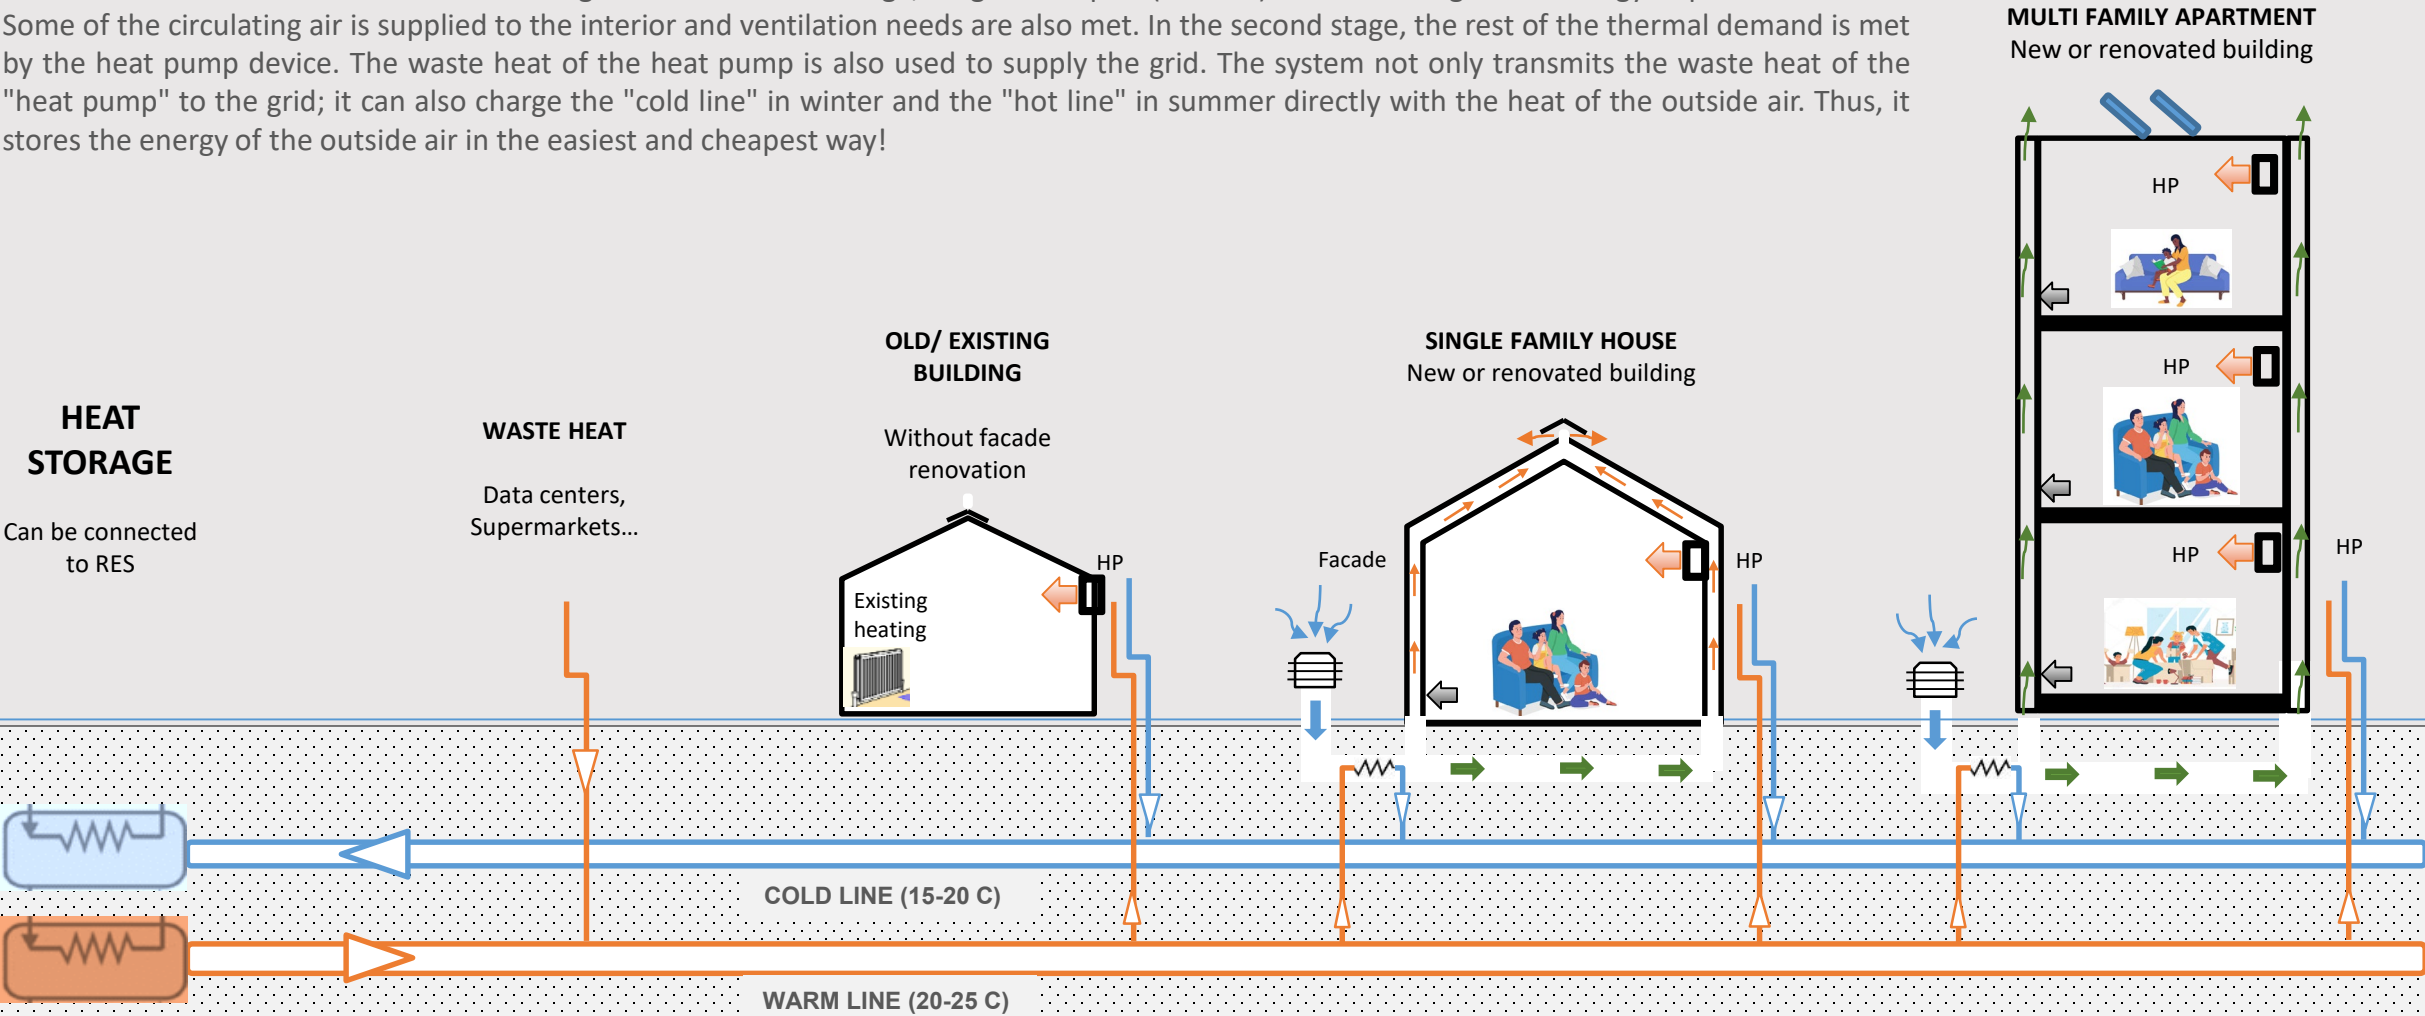 Some of the circulating air is supplied to the interior and ventilation needs are also met. In the second stage, the rest of the thermal demand is met
by the heat pump device. The waste heat of the heat pump is also used to supply the grid. The system not only transmits the waste heat of the
"heat pump" to the grid; it can also charge the "cold line" in winter and the "hot line" in summer directly with the heat of the outside air. Thus, it
stores the energy of the outside air in the easiest and cheapest way!
MULTI FAMILY APARTMENT
New or renovated building
HP
HP
HP
HP
OLD/ EXISTING
BUILDING
Without facade
renovation
HP
Existing
heating
SINGLE FAMILY HOUSE
New or renovated building
Facade
HP
HEAT
STORAGE
Can be connected
to RES
WASTE HEAT
Data centers,
Supermarkets...
COLD LINE (15-20 C)
WARM LINE (20-25 C)